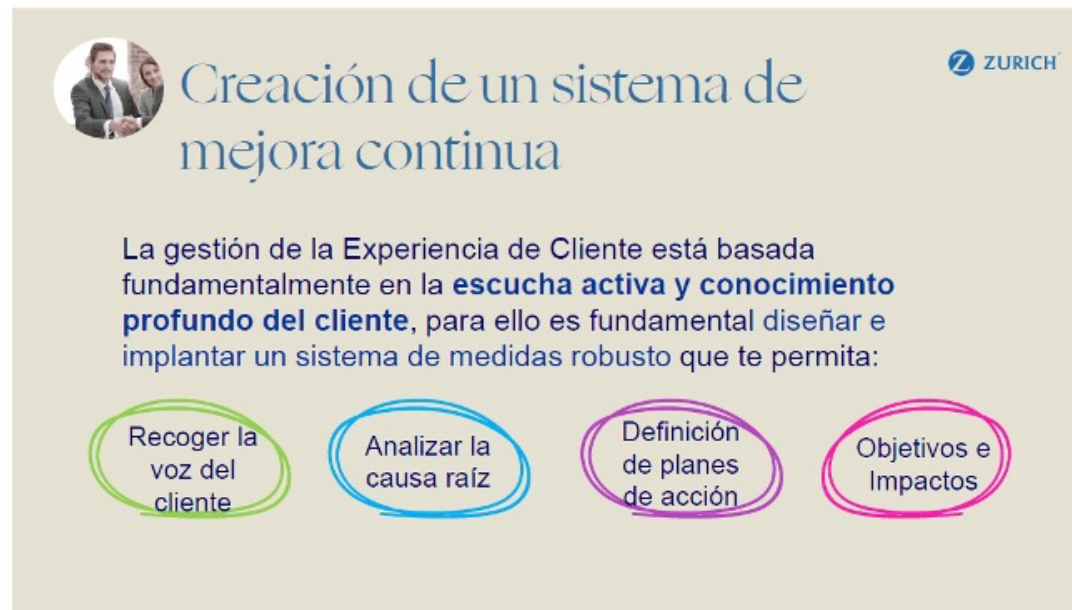 Creación de un sistema de
mejora continua
ZURICH
La gestión de la Experiencia de Cliente está basada
fundamentalmente en la escucha activa y conocimiento
profundo del cliente, para ello es fundamental diseñar e
implantar un sistema de medidas robusto que te permita:
Recoger la
voz del
cliente
Analizar la
causa raíz
Definición
de planes
de acción
Objetivos e
Impactos